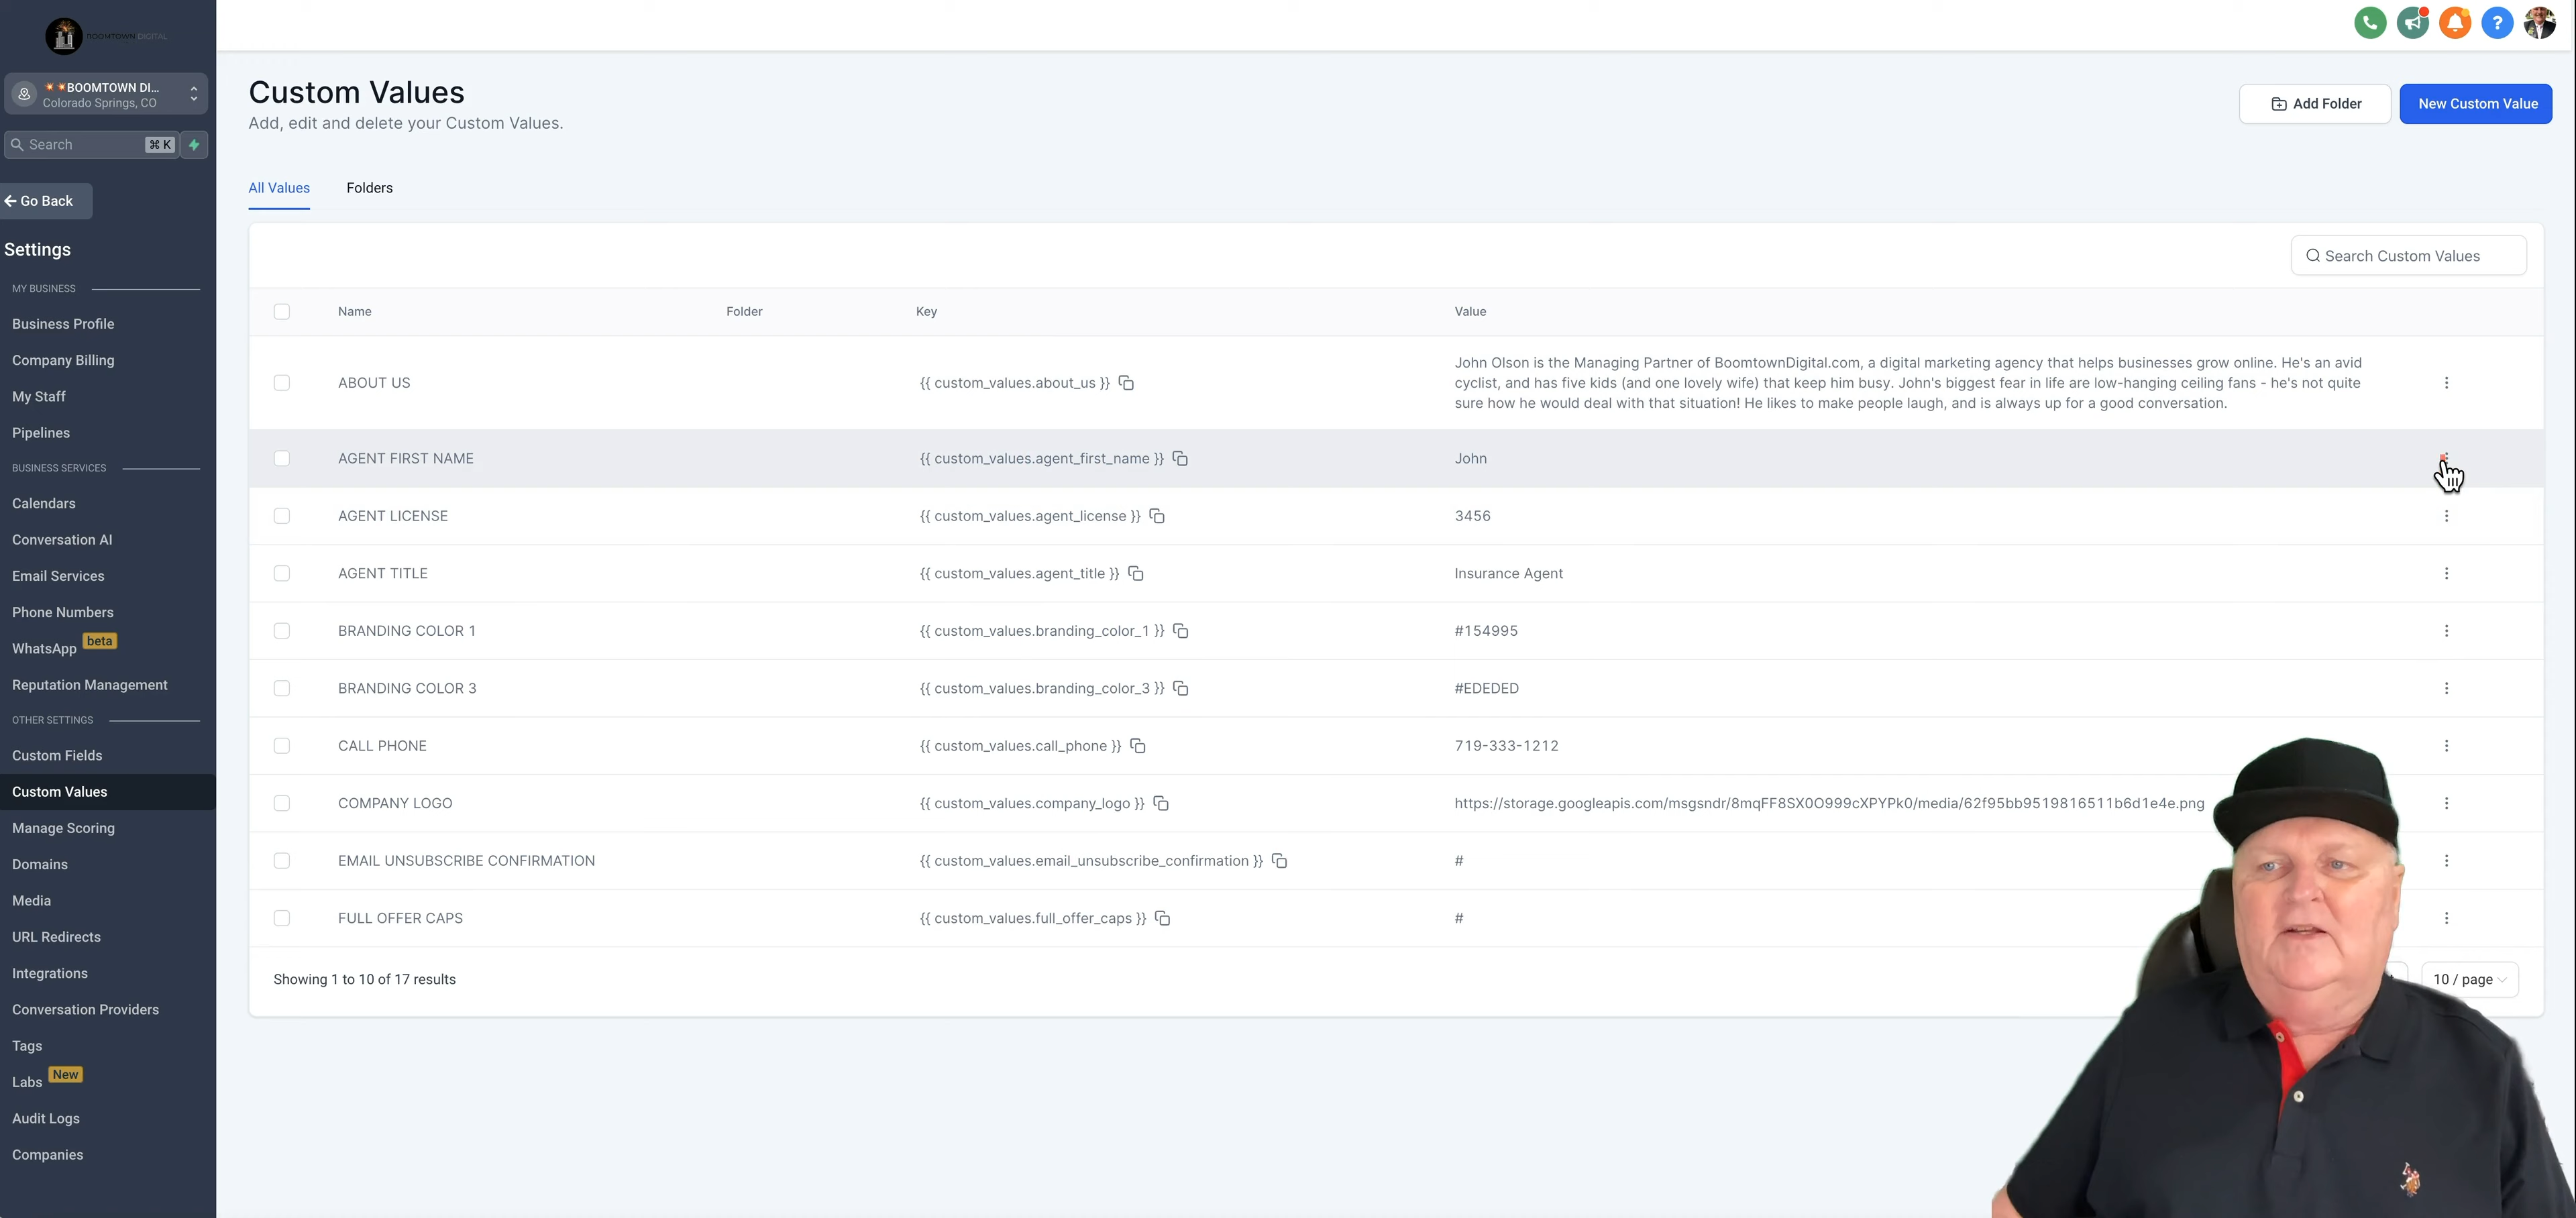 BOOMTOWN DIGITAL
BOOMTOWN DI...
Colorado Springs, CO
Search ⌘ K
Go Back
Settings
MY BUSINESS
Business Profile
Company Billing
My Staff
Pipelines
BUSINESS SERVICES
Calendars
Conversation AI
Email Services
Phone Numbers
WhatsApp beta
Reputation Management
OTHER SETTINGS
Custom Fields
Custom Values
Manage Scoring
Domains
Media
URL Redirects
Integrations
Conversation Providers
Tags
Labs New
Audit Logs
Companies
Custom Values
Add, edit and delete your Custom Values.
Add Folder New Custom Value
All Values Folders
Search Custom Values
Name Folder Key Value
ABOUT US {{ custom_values.about_us }} John Olson is the Managing Partner of BoomtownDigital.com, a digital marketing agency that helps businesses grow online. He's an avid
cyclist, and has five kids (and one lovely wife) that keep him busy. John's biggest fear in life are low-hanging ceiling fans - he's not quite
sure how he would deal with that situation! He likes to make people laugh, and is always up for a good conversation.
AGENT FIRST NAME {{ custom_values.agent_first_name }} John
AGENT LICENSE {{ custom_values.agent_license }} 3456
AGENT TITLE {{ custom_values.agent_title }} Insurance Agent
BRANDING COLOR 1 {{ custom_values.branding_color_1 }} #154995
BRANDING COLOR 3 {{ custom_values.branding_color_3 }} #EDEDED
CALL PHONE {{ custom_values.call_phone }} 719-333-1212
COMPANY LOGO {{ custom_values.company_logo }} https://storage.googleapis.com/msgsndr/8mqFF8SX0O999cXPYPk0/media/62f95bb9519816511b6d1e4e.png
EMAIL UNSUBSCRIBE CONFIRMATION {{ custom_values.email_unsubscribe_confirmation }} #
FULL OFFER CAPS {{ custom_values.full_offer_caps }} #
Showing 1 to 10 of 17 results 10 / page